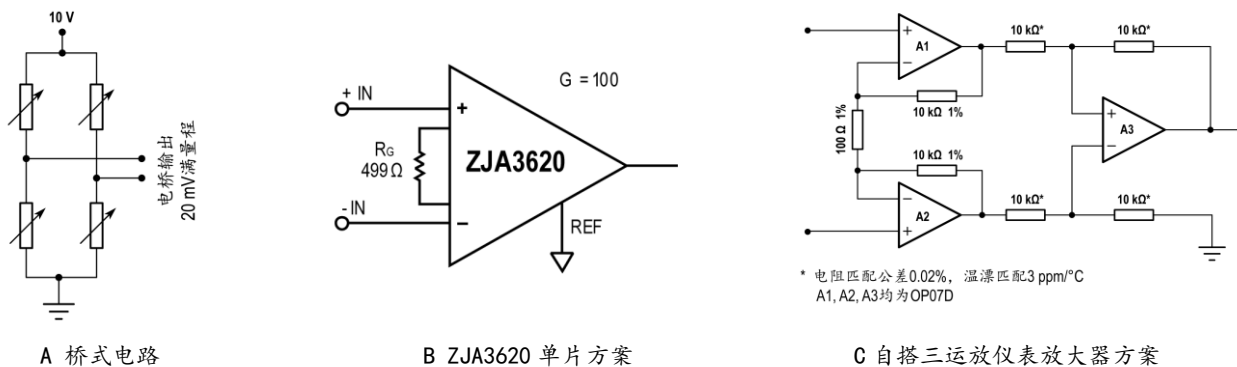 10 V
电桥输出
20 mV满量程
A 桥式电路
+ IN
RG
499 Ω
- IN
G = 100
+
ZJA3620
−
REF
B ZJA3620 单片方案
+
A1
−
10 kΩ*
10 kΩ*
10 kΩ 1%
100 Ω 1%
+
A3
−
10 kΩ 1%
−
A2
+
10 kΩ*
10 kΩ*
* 电阻匹配公差0.02%，温漂匹配3 ppm/°C
A1, A2, A3均为OP07D
C 自搭三运放仪表放大器方案